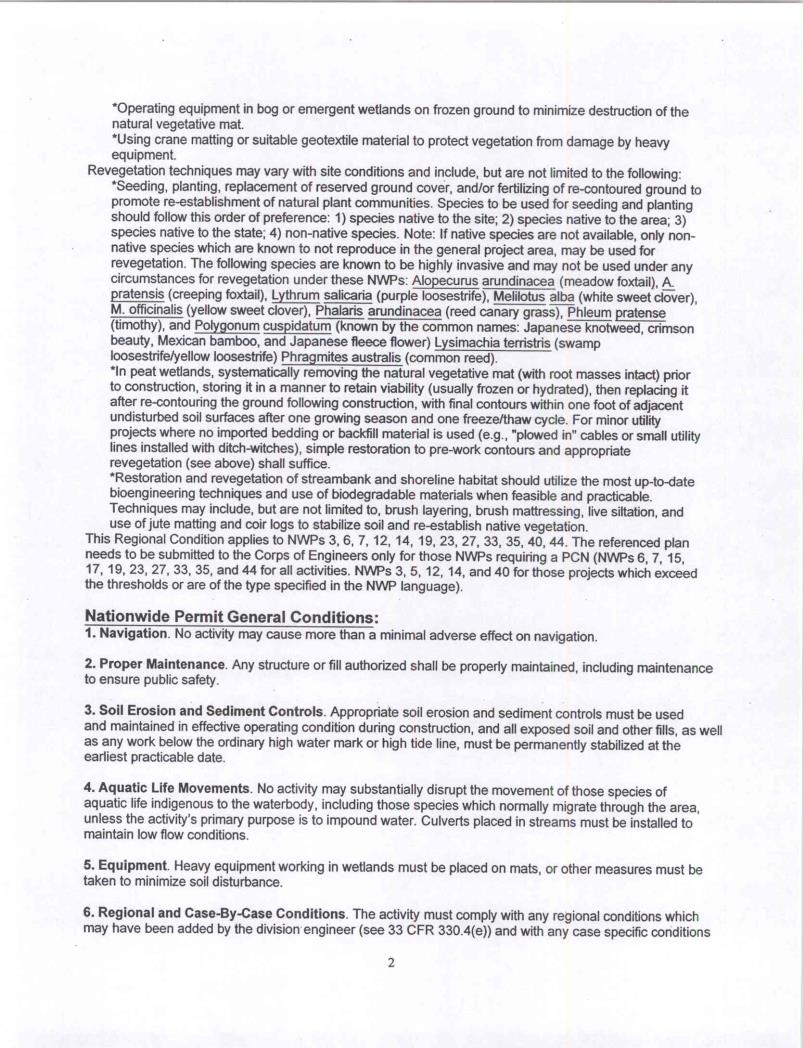 *Operating equipment in bog or emergent wetlands on frozen ground to minimize destruction of the
natural vegetative mat.
*Using crane matting or suitable geotextile material to protect vegetation from damage by heavy
equipment.
Revegetation techniques may vary with site conditions and include, but are not limited to the following:
*Seeding, planting, replacement of reserved ground cover, and/or fertilizing of re-contoured ground to
promote re-establishment of natural plant communities. Species to be used for seeding and planting
should follow this order of preference: 1) species native to the site; 2) species native to the area; 3)
species native to the state; 4) non-native species. Note: If native species are not available, only non-
native species which are known to not reproduce in the general project area, may be used for
revegetation. The following species are known to be highly invasive and may not be used under any
circumstances for revegetation under these NWPs: Alopecurus arundinacea (meadow foxtail), A.
pratensis (creeping foxtail), Lythrum salicaria (purple loosestrife), Melilotus alba (white sweet clover),
M. officinalis (yellow sweet clover), Phalaris arundinacea (reed canary grass), Phleum pratense
(timothy), and Polygonum cuspidatum (known by the common names: Japanese knotweed, crimson
beauty, Mexican bamboo, and Japanese fleece flower) Lysimachia terristris (swamp
loosestrife/yellow loosestrife) Phragmites australis (common reed).
*In peat wetlands, systematically removing the natural vegetative mat (with root masses intact) prior
to construction, storing it in a manner to retain viability (usually frozen or hydrated), then replacing it
after re-contouring the ground following construction, with final contours within one foot of adjacent
undisturbed soil surfaces after one growing season and one freeze/thaw cycle. For minor utility
projects where no imported bedding or backfill material is used (e.g., "plowed in" cables or small utility
lines installed with ditch-witches), simple restoration to pre-work contours and appropriate
revegetation (see above) shall suffice.
*Restoration and revegetation of streambank and shoreline habitat should utilize the most up-to-date
bioengineering techniques and use of biodegradable materials when feasible and practicable.
Techniques may include, but are not limited to, brush layering, brush mattressing, live siltation, and
use of jute matting and coir logs to stabilize soil and re-establish native vegetation.
This Regional Condition applies to NWPs 3, 6, 7, 12, 14, 19, 23, 27, 33, 35, 40, 44. The referenced plan
needs to be submitted to the Corps of Engineers only for those NWPs requiring a PCN (NWPs 6, 7, 15,
17, 19, 23, 27, 33, 35, and 44 for all activities. NWPs 3, 5, 12, 14, and 40 for those projects which exceed
the thresholds or are of the type specified in the NWP language).
Nationwide Permit General Conditions:
1. Navigation. No activity may cause more than a minimal adverse effect on navigation.
2. Proper Maintenance. Any structure or fill authorized shall be properly maintained, including maintenance
to ensure public safety.
3. Soil Erosion and Sediment Controls. Appropriate soil erosion and sediment controls must be used
and maintained in effective operating condition during construction, and all exposed soil and other fills, as well
as any work below the ordinary high water mark or high tide line, must be permanently stabilized at the
earliest practicable date.
4. Aquatic Life Movements. No activity may substantially disrupt the movement of those species of
aquatic life indigenous to the waterbody, including those species which normally migrate through the area,
unless the activity's primary purpose is to impound water. Culverts placed in streams must be installed to
maintain low flow conditions.
5. Equipment. Heavy equipment working in wetlands must be placed on mats, or other measures must be
taken to minimize soil disturbance.
6. Regional and Case-By-Case Conditions. The activity must comply with any regional conditions which
may have been added by the division engineer (see 33 CFR 330.4(e)) and with any case specific conditions
2